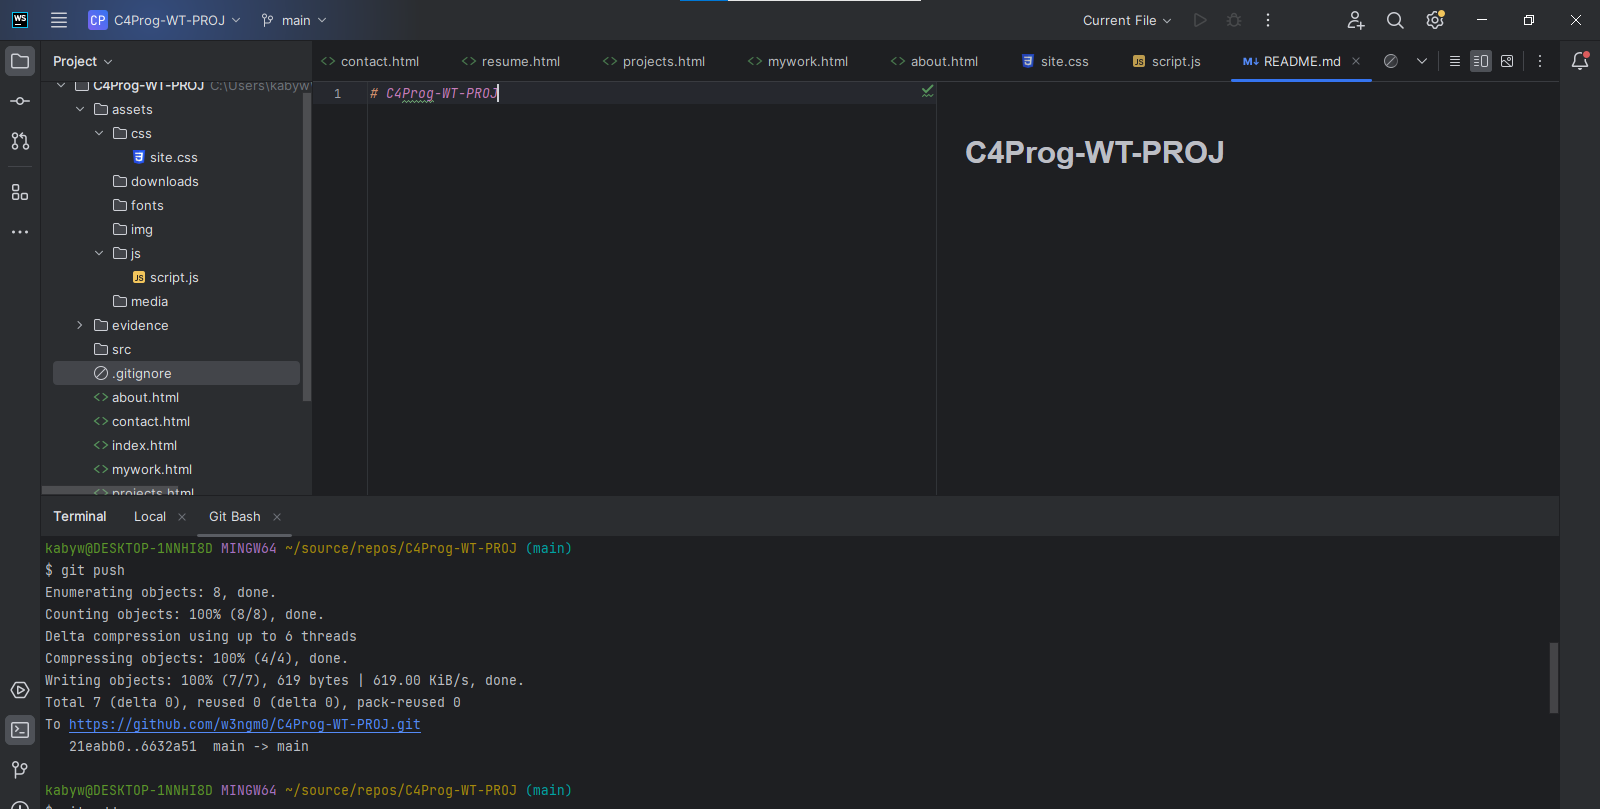 WS
CP C4Prog-WT-PROJ main Current File
Project
contact.html resume.html projects.html mywork.html about.html site.css JS script.js M↓ README.md
C4Prog-WT-PROJ C:\Users\kabyw
assets
css
site.css
downloads
fonts
img
js
JS script.js
media
evidence
src
.gitignore
about.html
contact.html
index.html
mywork.html
projects.html
1 # C4Prog-WT-PROJ
C4Prog-WT-PROJ
Terminal Local Git Bash
kabyw@DESKTOP-1NNHI8D MINGW64 ~/source/repos/C4Prog-WT-PROJ (main)
$ git push
Enumerating objects: 8, done.
Counting objects: 100% (8/8), done.
Delta compression using up to 6 threads
Compressing objects: 100% (4/4), done.
Writing objects: 100% (7/7), 619 bytes | 619.00 KiB/s, done.
Total 7 (delta 0), reused 0 (delta 0), pack-reused 0
To https://github.com/w3ngm0/C4Prog-WT-PROJ.git
21eabb0..6632a51 main -> main
kabyw@DESKTOP-1NNHI8D MINGW64 ~/source/repos/C4Prog-WT-PROJ (main)